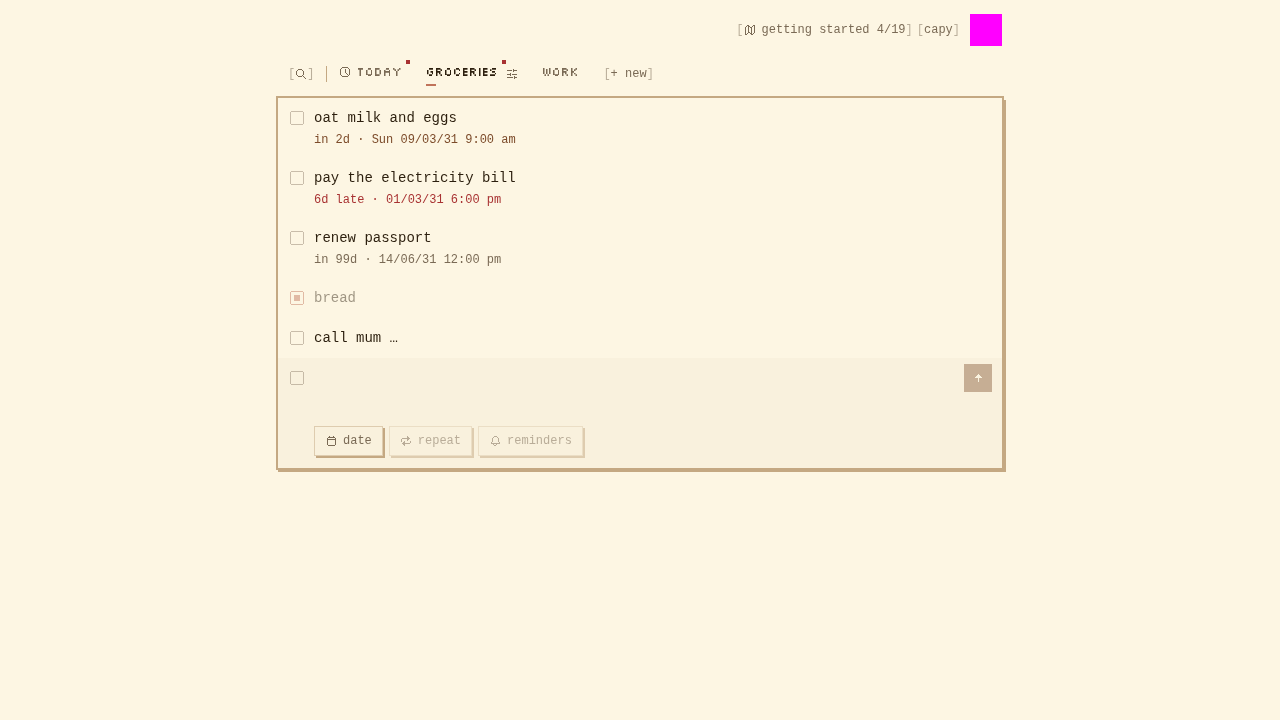 [getting started 4/19] [copy]
[] TODAY GROCERIES WORK [+ new]
oat milk and eggs
in 2d · Sun 09/03/31 9:00 am
pay the electricity bill
6d late · 01/03/31 6:00 pm
renew passport
in 99d · 14/06/31 12:00 pm
bread
call mum …
date repeat reminders